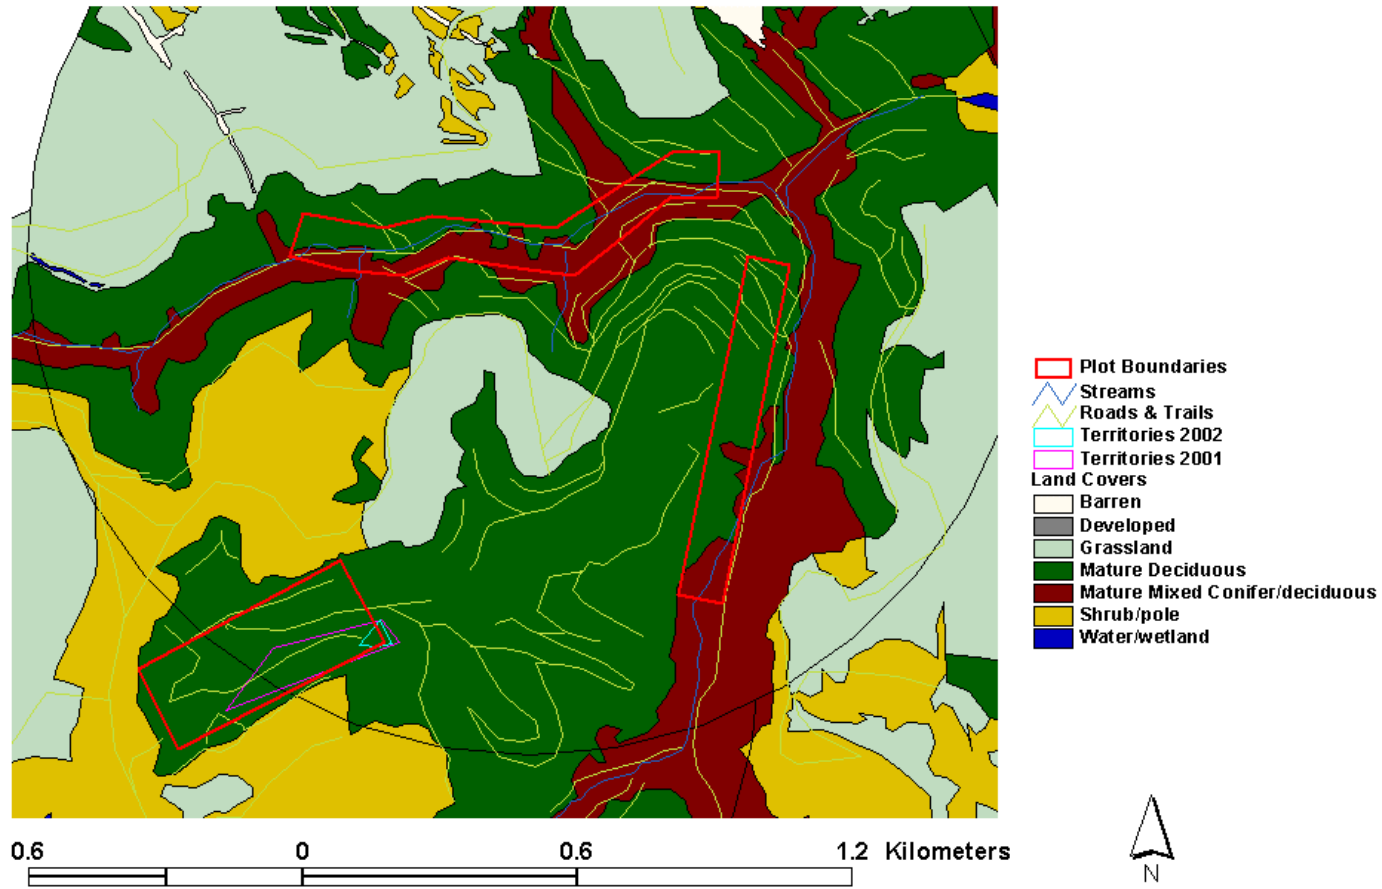 Plot Boundaries
Streams
Roads & Trails
Territories 2002
Territories 2001
Land Covers
Barren
Developed
Grassland
Mature Deciduous
Mature Mixed Conifer/deciduous
Shrub/pole
Water/wetland
0.6 0 0.6 1.2 Kilometers
N